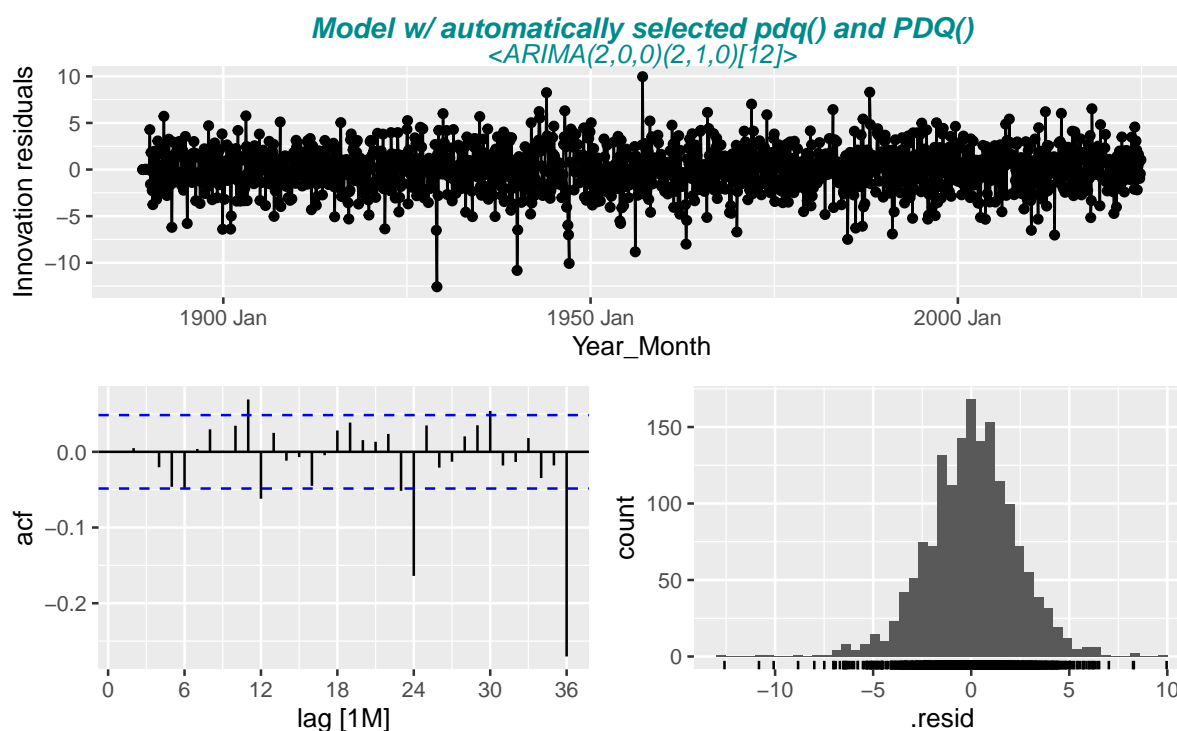 Model w/ automatically selected pdq() and PDQ()
<ARIMA(2,0,0)(2,1,0)[12]>
Innovation residuals
10
5
0
−5
−10
1900 Jan
1950 Jan
2000 Jan
Year_Month
acf
0.0
−0.1
−0.2
0
6
12
18
24
30
36
lag [1M]
count
150
100
50
0
−10
−5
0
5
10
.resid